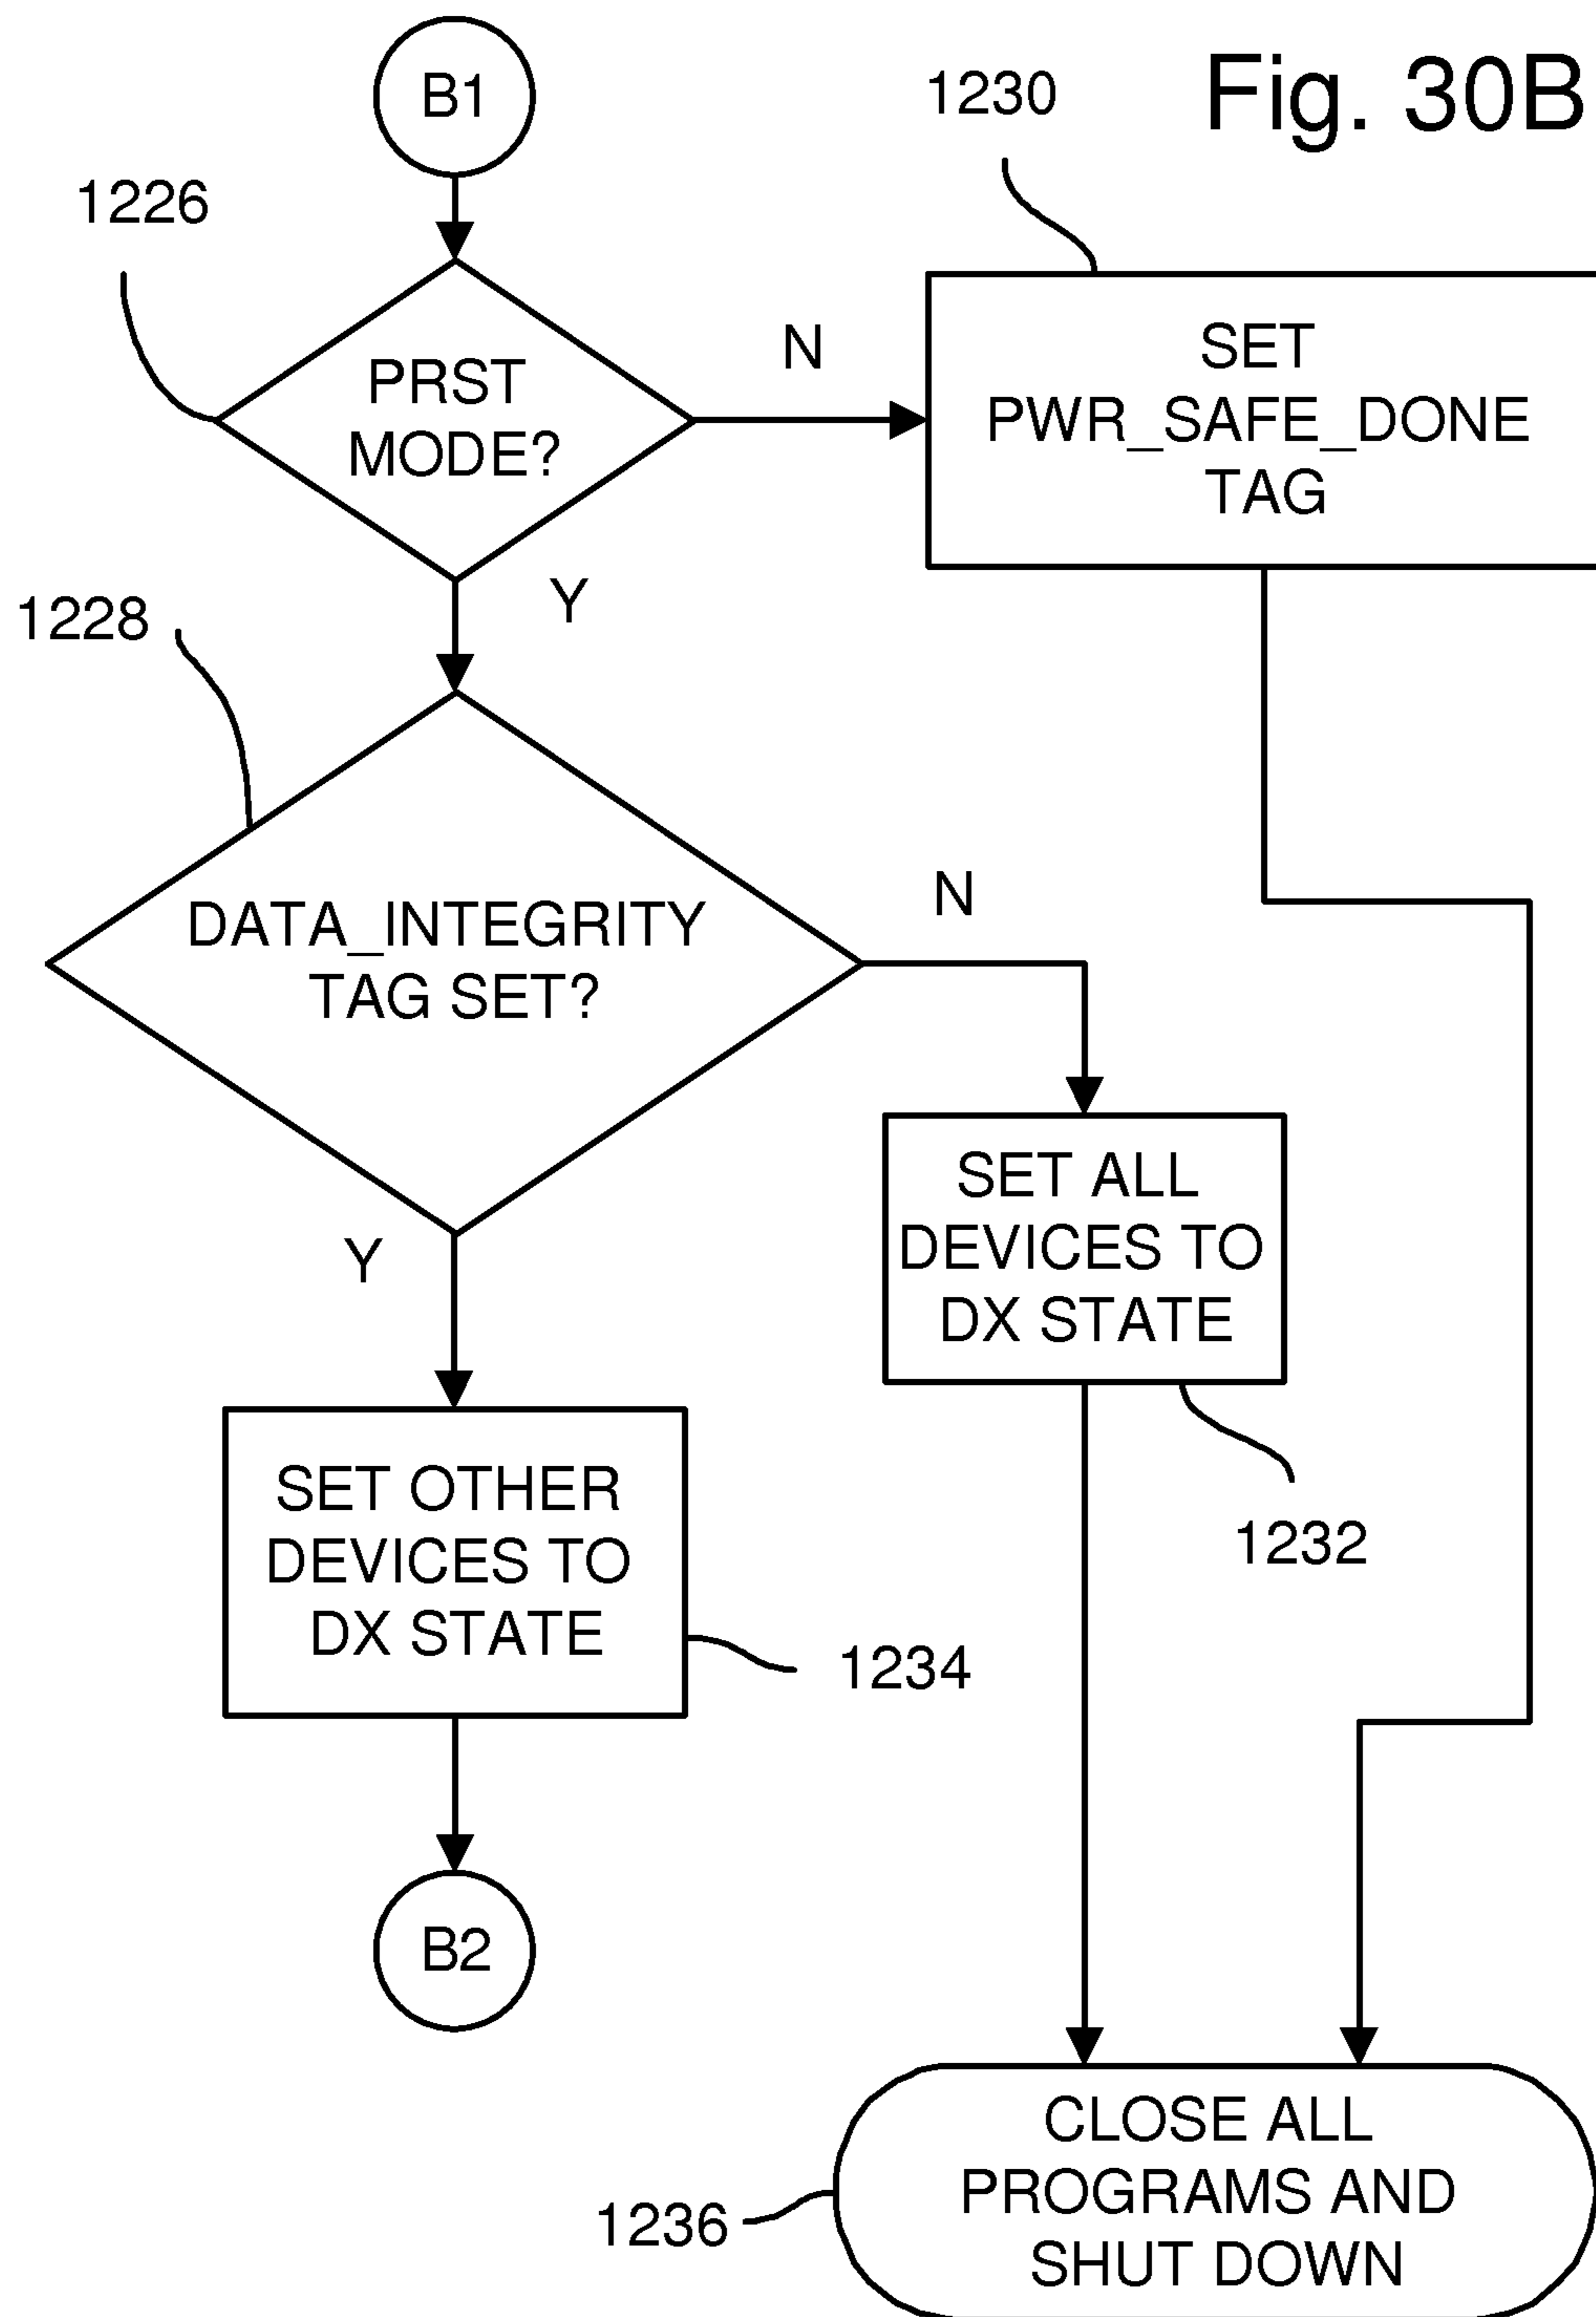 B1
1230
Fig. 30B
1226
PRST
MODE?
N
SET
PWR_SAFE_DONE
TAG
Y
1228
DATA_INTEGRITY
TAG SET?
N
Y
SET ALL
DEVICES TO
DX STATE
1232
SET OTHER
DEVICES TO
DX STATE
1234
B2
CLOSE ALL
PROGRAMS AND
SHUT DOWN
1236